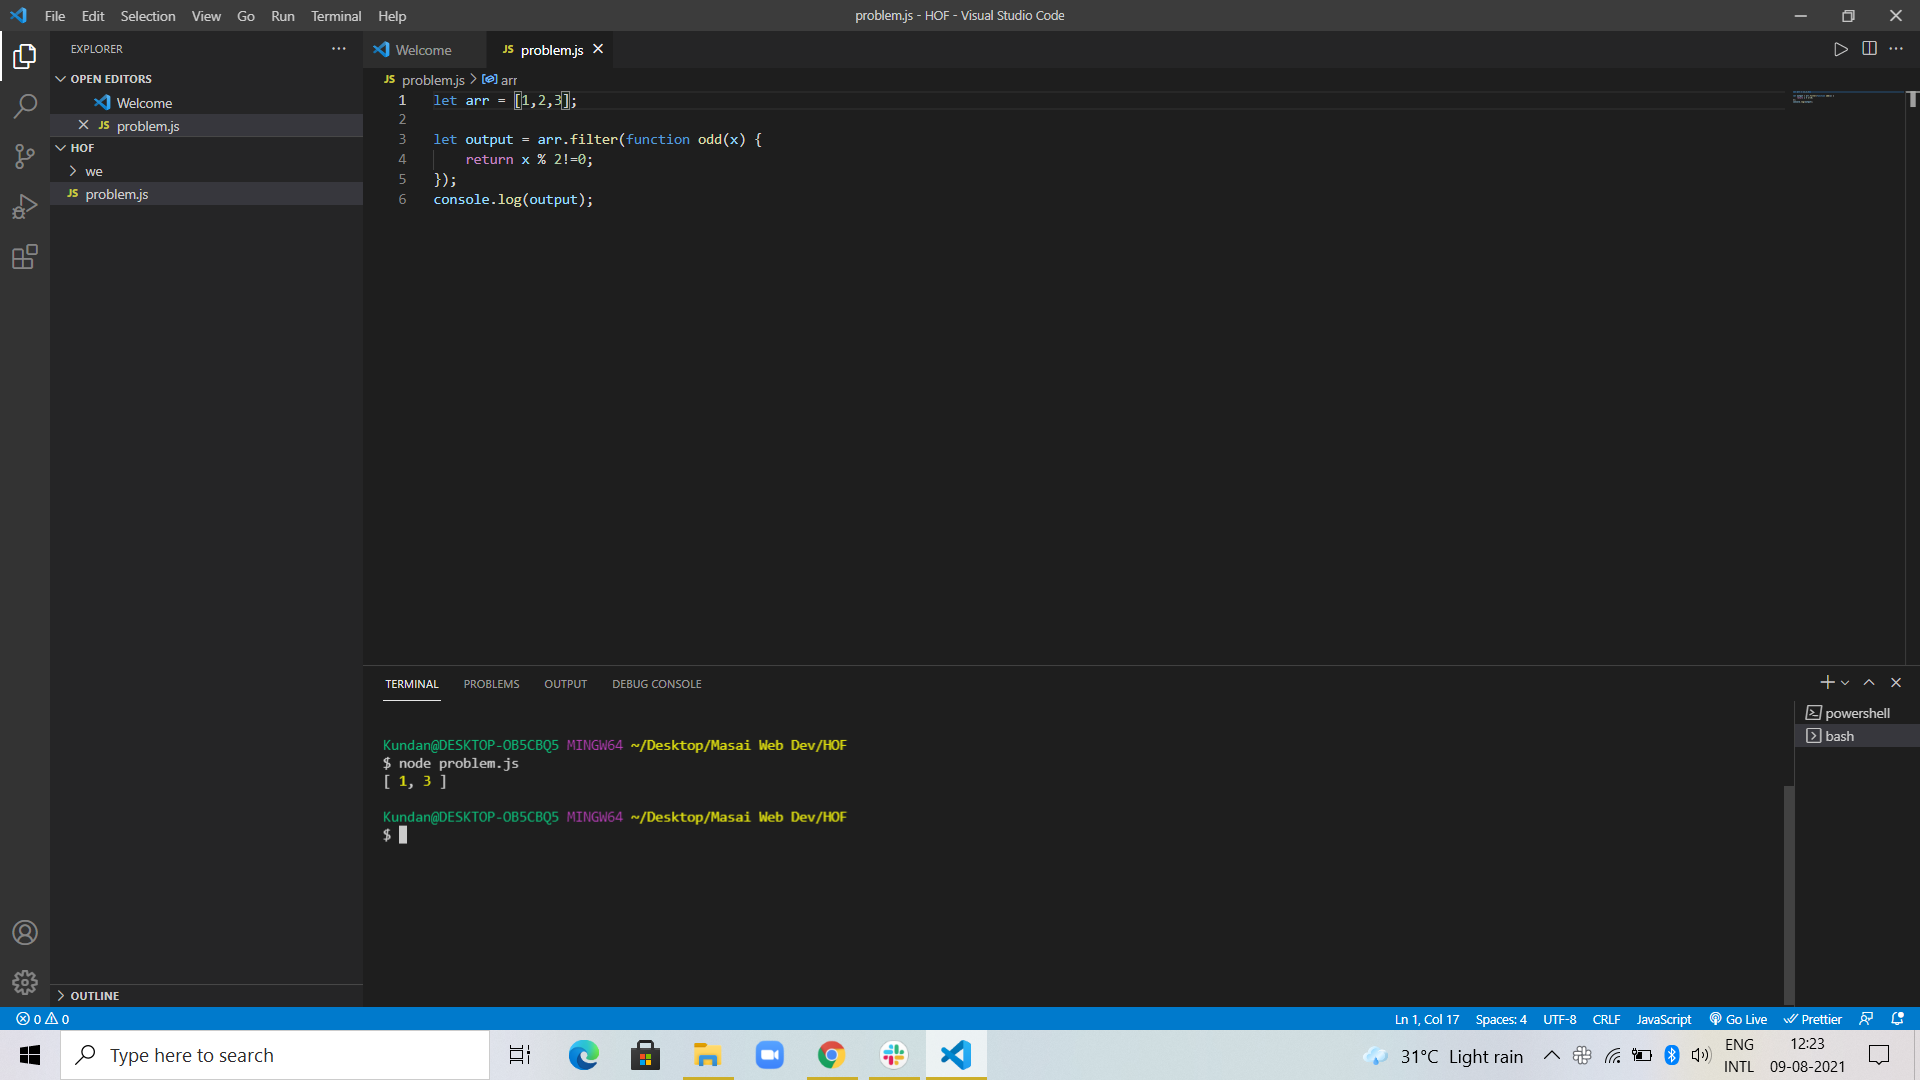 File Edit Selection View Go Run Terminal Help
problem.js - HOF - Visual Studio Code
EXPLORER
OPEN EDITORS
Welcome
JS problem.js
HOF
we
JS problem.js
OUTLINE
Welcome
JS problem.js
JS problem.js > arr
1 let arr = [1,2,3];
2
3 let output = arr.filter(function odd(x) {
4 return x % 2!=0;
5 });
6 console.log(output);
TERMINAL PROBLEMS OUTPUT DEBUG CONSOLE
powershell
bash
Kundan@DESKTOP-OB5CBQ5 MINGW64 ~/Desktop/Masai Web Dev/HOF
$ node problem.js
[ 1, 3 ]
Kundan@DESKTOP-OB5CBQ5 MINGW64 ~/Desktop/Masai Web Dev/HOF
$
0 0
Ln 1, Col 17 Spaces: 4 UTF-8 CRLF JavaScript Go Live Prettier
Type here to search
31°C Light rain
ENG
INTL
12:23
09-08-2021